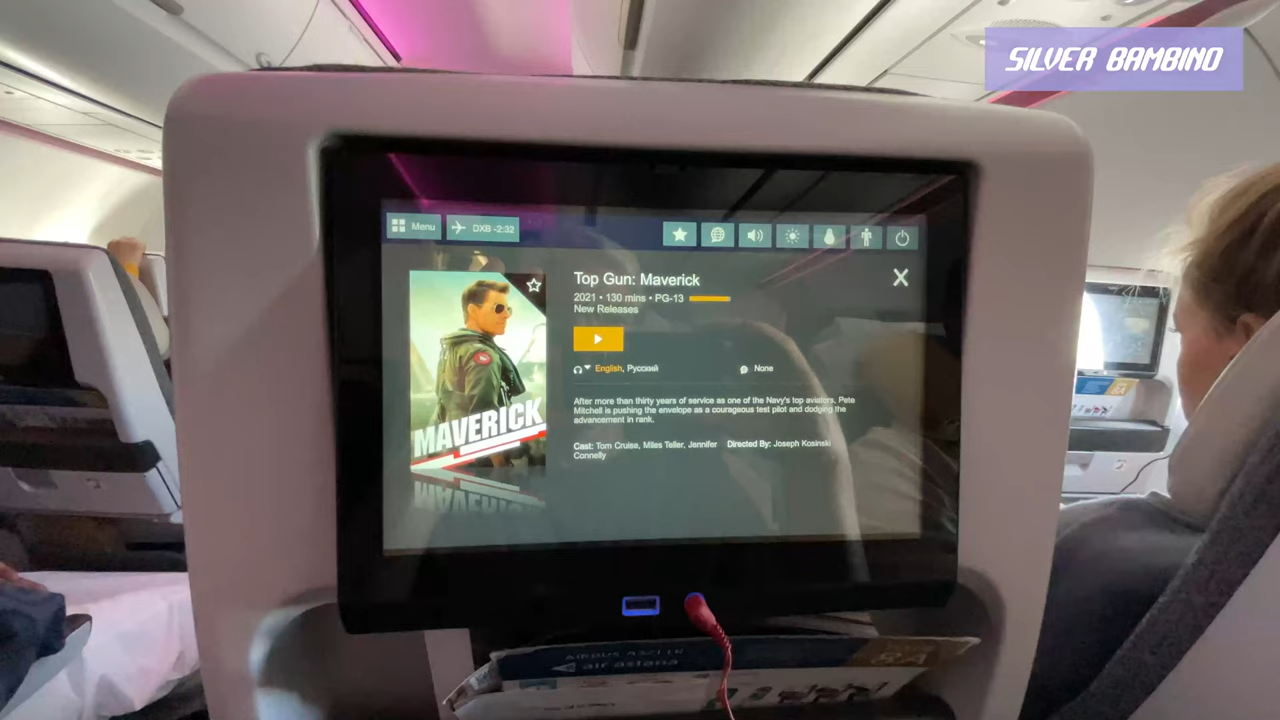 SILVER BAMBINO
Menu
DXB -2:32
Top Gun: Maverick
2021 • 130 mins • PG-13
New Releases
English, Русский
None
After more than thirty years of service as one of the Navy's top aviators, Pete
Mitchell is pushing the envelope as a courageous test pilot and dodging the
advancement in rank.
Cast: Tom Cruise, Miles Teller, Jennifer
Connelly
Directed By: Joseph Kosinski
MAVERICK
AIRBUS A321LR
air astana